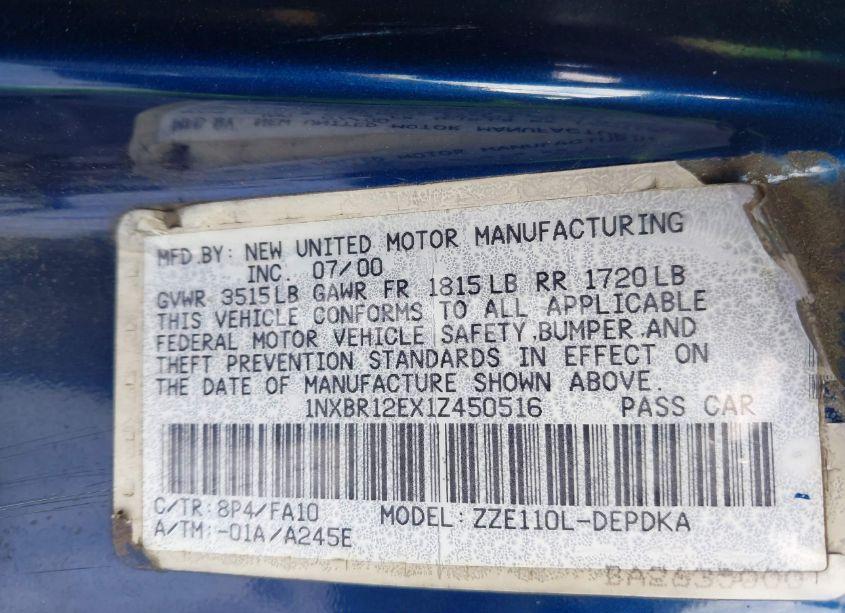 MFD.BY: NEW UNITED MOTOR MANUFACTURING
INC. 07/00
GVWR 3515LB GAWR FR 1815LB RR 1720LB
THIS VEHICLE CONFORMS TO ALL APPLICABLE
FEDERAL MOTOR VEHICLE SAFETY,BUMPER,AND
THEFT PREVENTION STANDARDS IN EFFECT ON
THE DATE OF MANUFACTURE SHOWN ABOVE.
1NXBR12EX1Z450516 PASS CAR
C/TR: 8P4/FA10 MODEL: ZZE110L-DEPDKA
A/TM: -01A/A245E